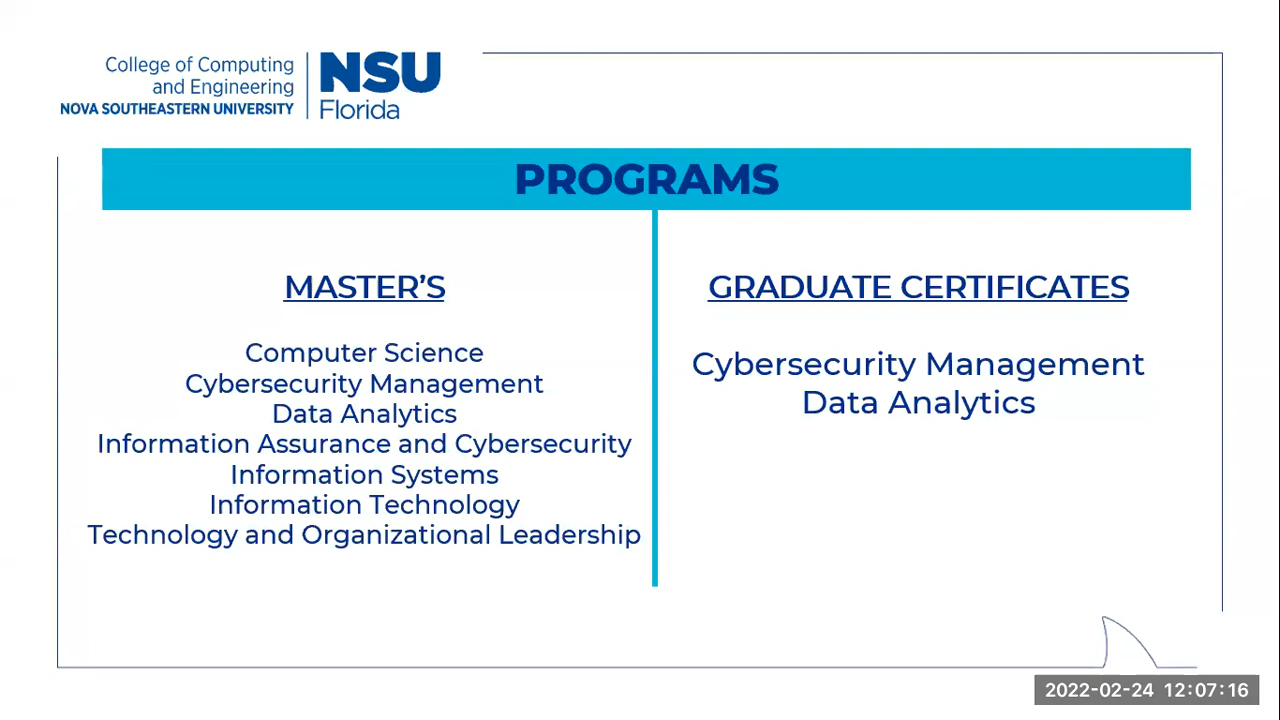 College of Computing
and Engineering
NOVA SOUTHEASTERN UNIVERSITY
NSU
Florida
PROGRAMS
MASTER'S
Computer Science
Cybersecurity Management
Data Analytics
Information Assurance and Cybersecurity
Information Systems
Information Technology
Technology and Organizational Leadership
GRADUATE CERTIFICATES
Cybersecurity Management
Data Analytics
2022-02-24 12:07:16